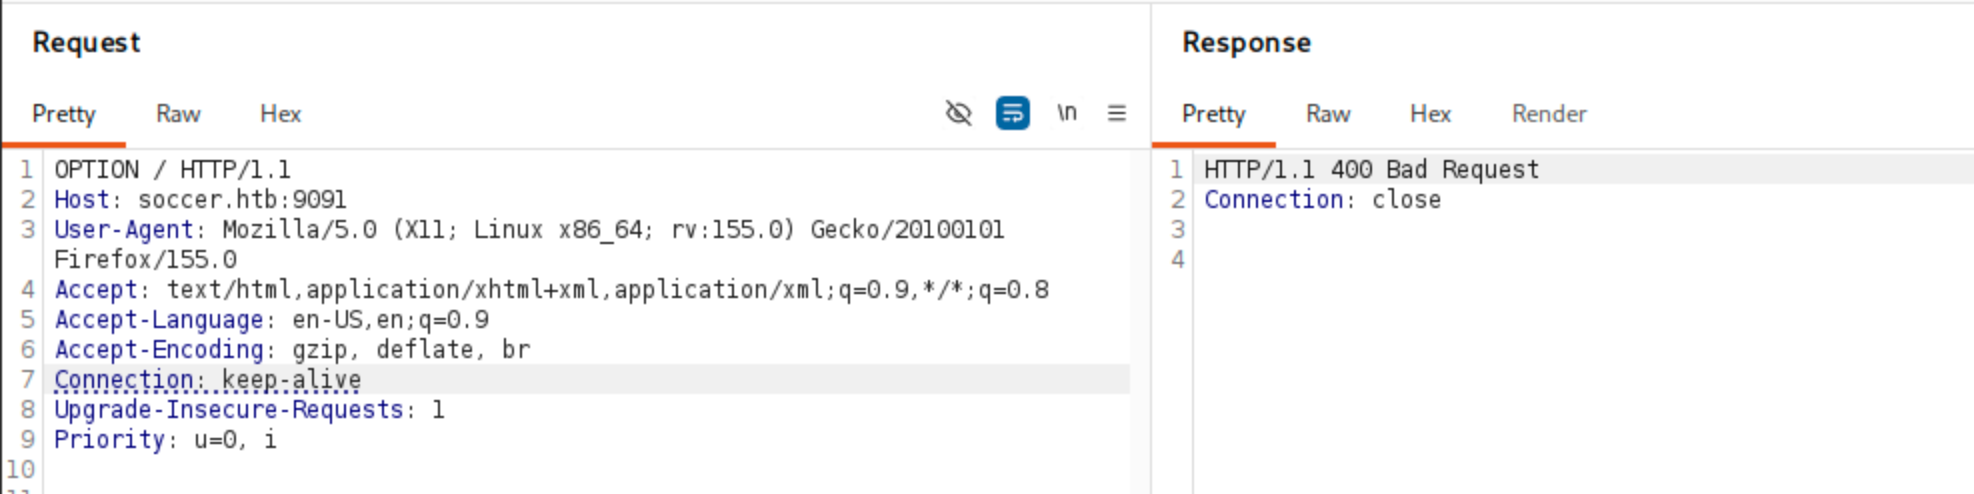 Request
Pretty Raw Hex \n
1 OPTION / HTTP/1.1
2 Host: soccer.htb:9091
3 User-Agent: Mozilla/5.0 (X11; Linux x86_64; rv:155.0) Gecko/20100101
Firefox/155.0
4 Accept: text/html,application/xhtml+xml,application/xml;q=0.9,*/*;q=0.8
5 Accept-Language: en-US,en;q=0.9
6 Accept-Encoding: gzip, deflate, br
7 Connection: keep-alive
8 Upgrade-Insecure-Requests: 1
9 Priority: u=0, i
10
Response
Pretty Raw Hex Render
1 HTTP/1.1 400 Bad Request
2 Connection: close
3
4